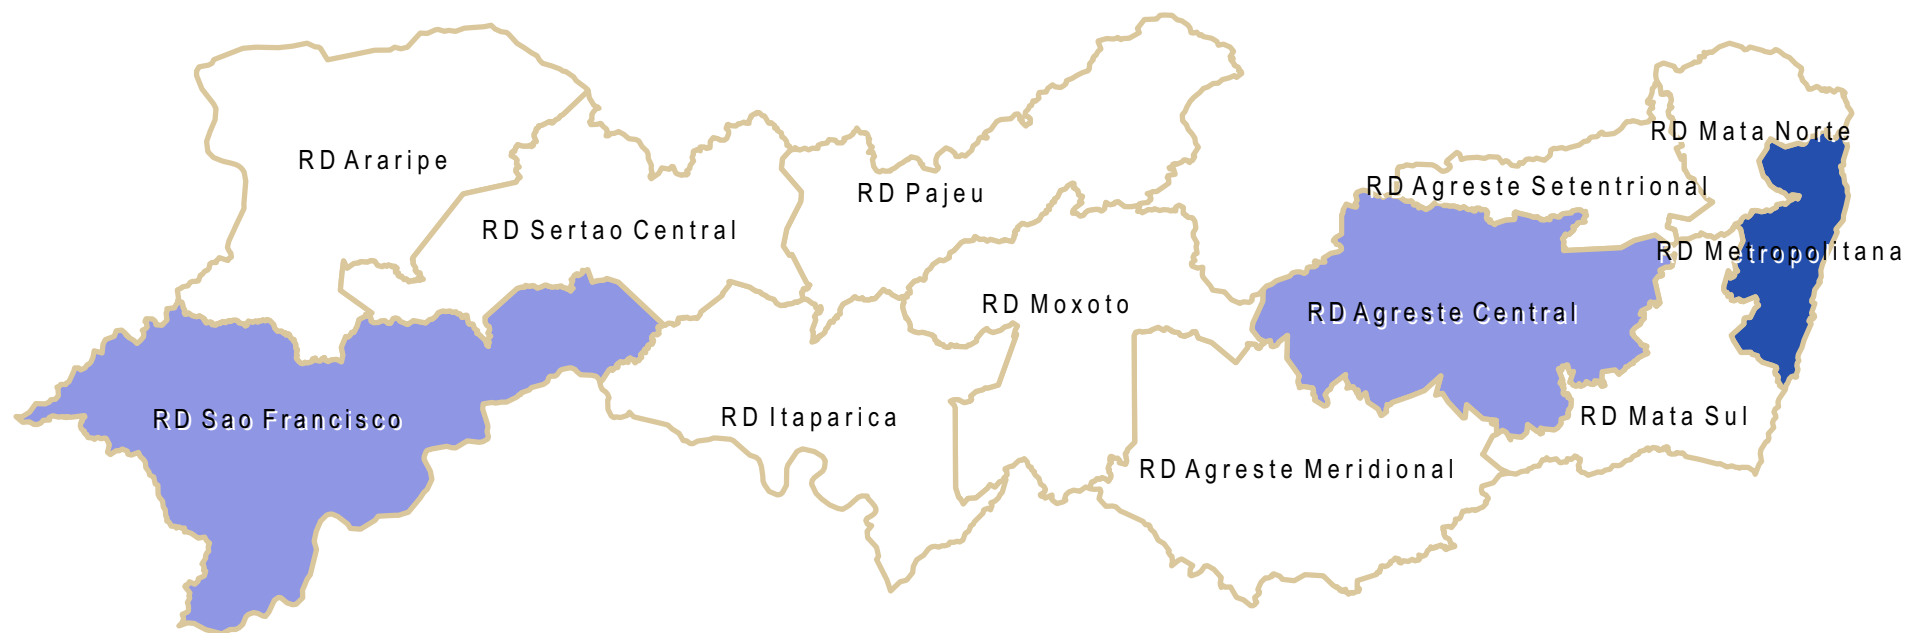 RD Mata Norte
RD Araripe
RD Agreste Setentrional
RD Pajeu
RD Sertao Central
RD Metropolitana
RD Moxoto
RD Agreste Central
RD Sao Francisco
RD Itaparica
RD Mata Sul
RD Agreste Meridional